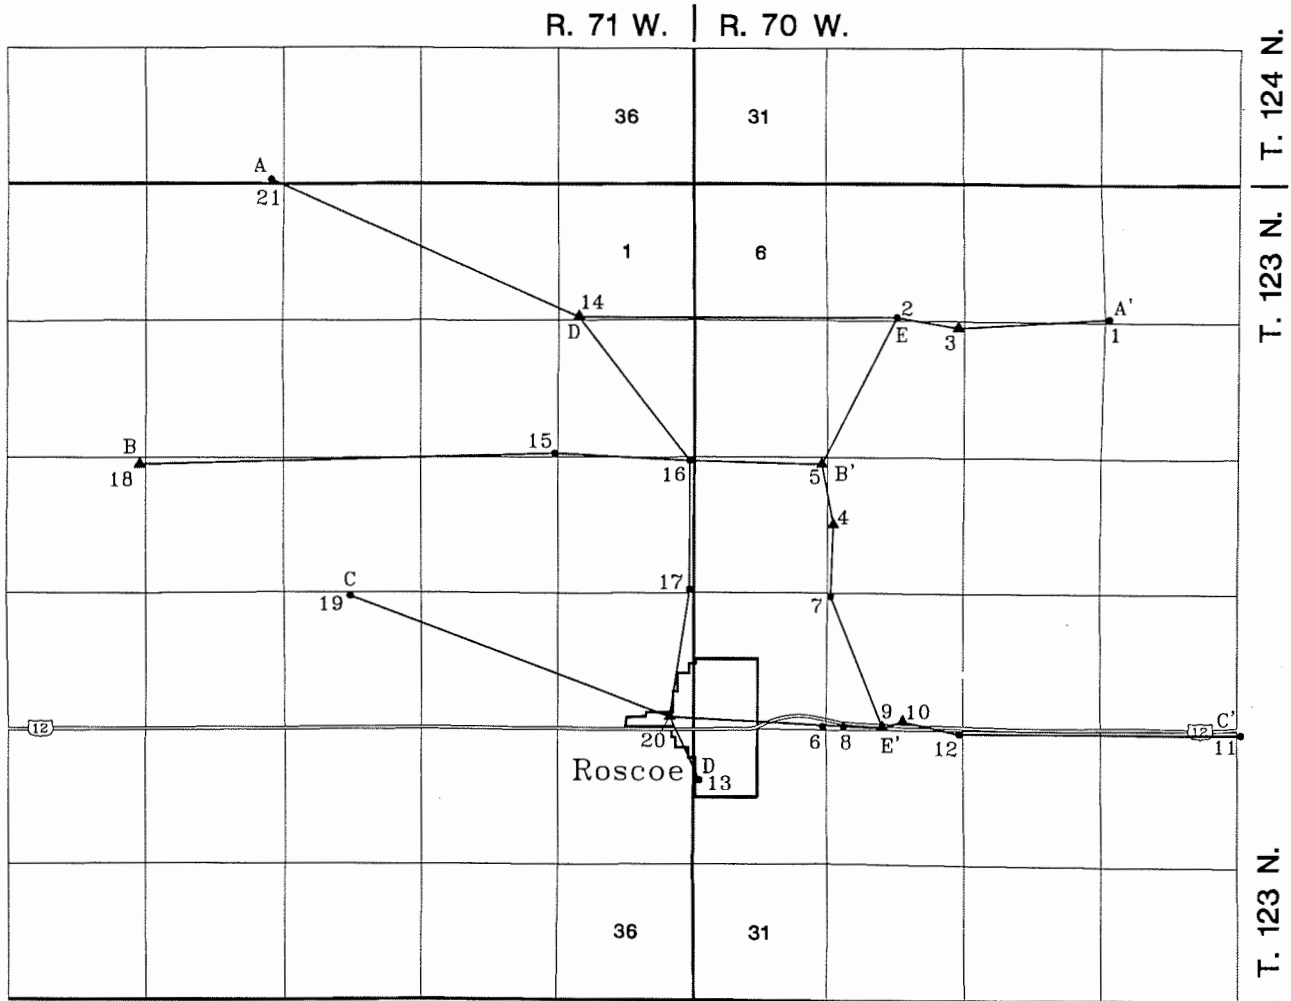 R. 71 W. R. 70 W.
T. 124 N.
36 31
A
21
T. 123 N.
1 6
14 2 A'
D E 3 1
B 15
18 16 5 B'
4
C 17
19 7
9 10 C'
12 20 6 8 E' 12 12 11
Roscoe D
13
T. 123 N.
36 31